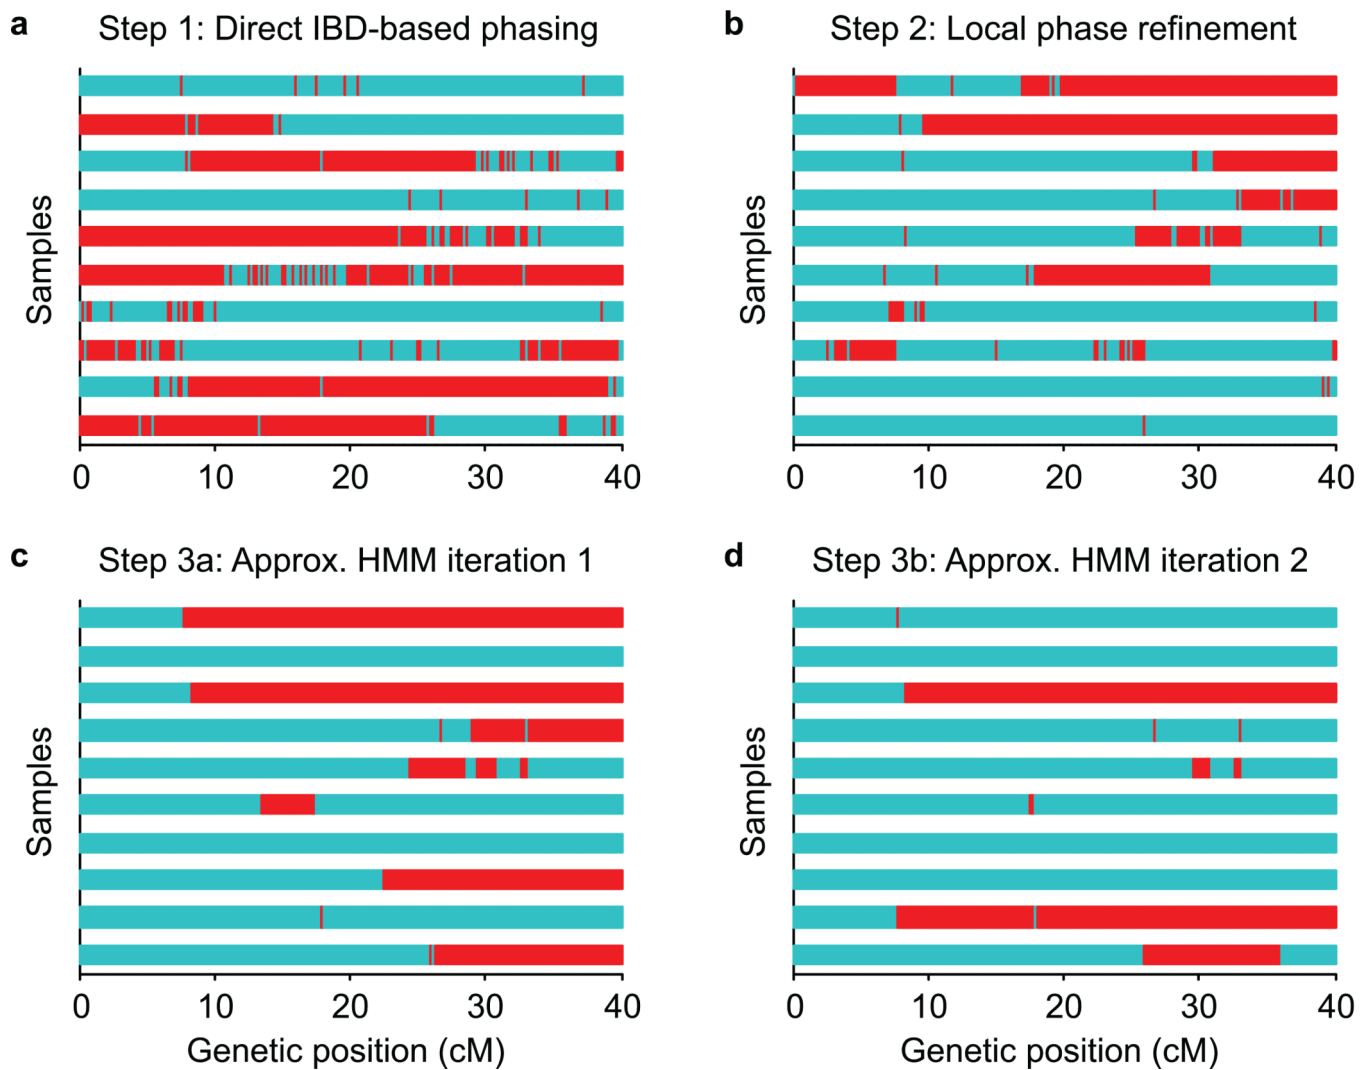 a Step 1: Direct IBD-based phasing
Samples
0 10 20 30 40
b Step 2: Local phase refinement
Samples
0 10 20 30 40
c Step 3a: Approx. HMM iteration 1
Samples
0 10 20 30 40
Genetic position (cM)
d Step 3b: Approx. HMM iteration 2
Samples
0 10 20 30 40
Genetic position (cM)